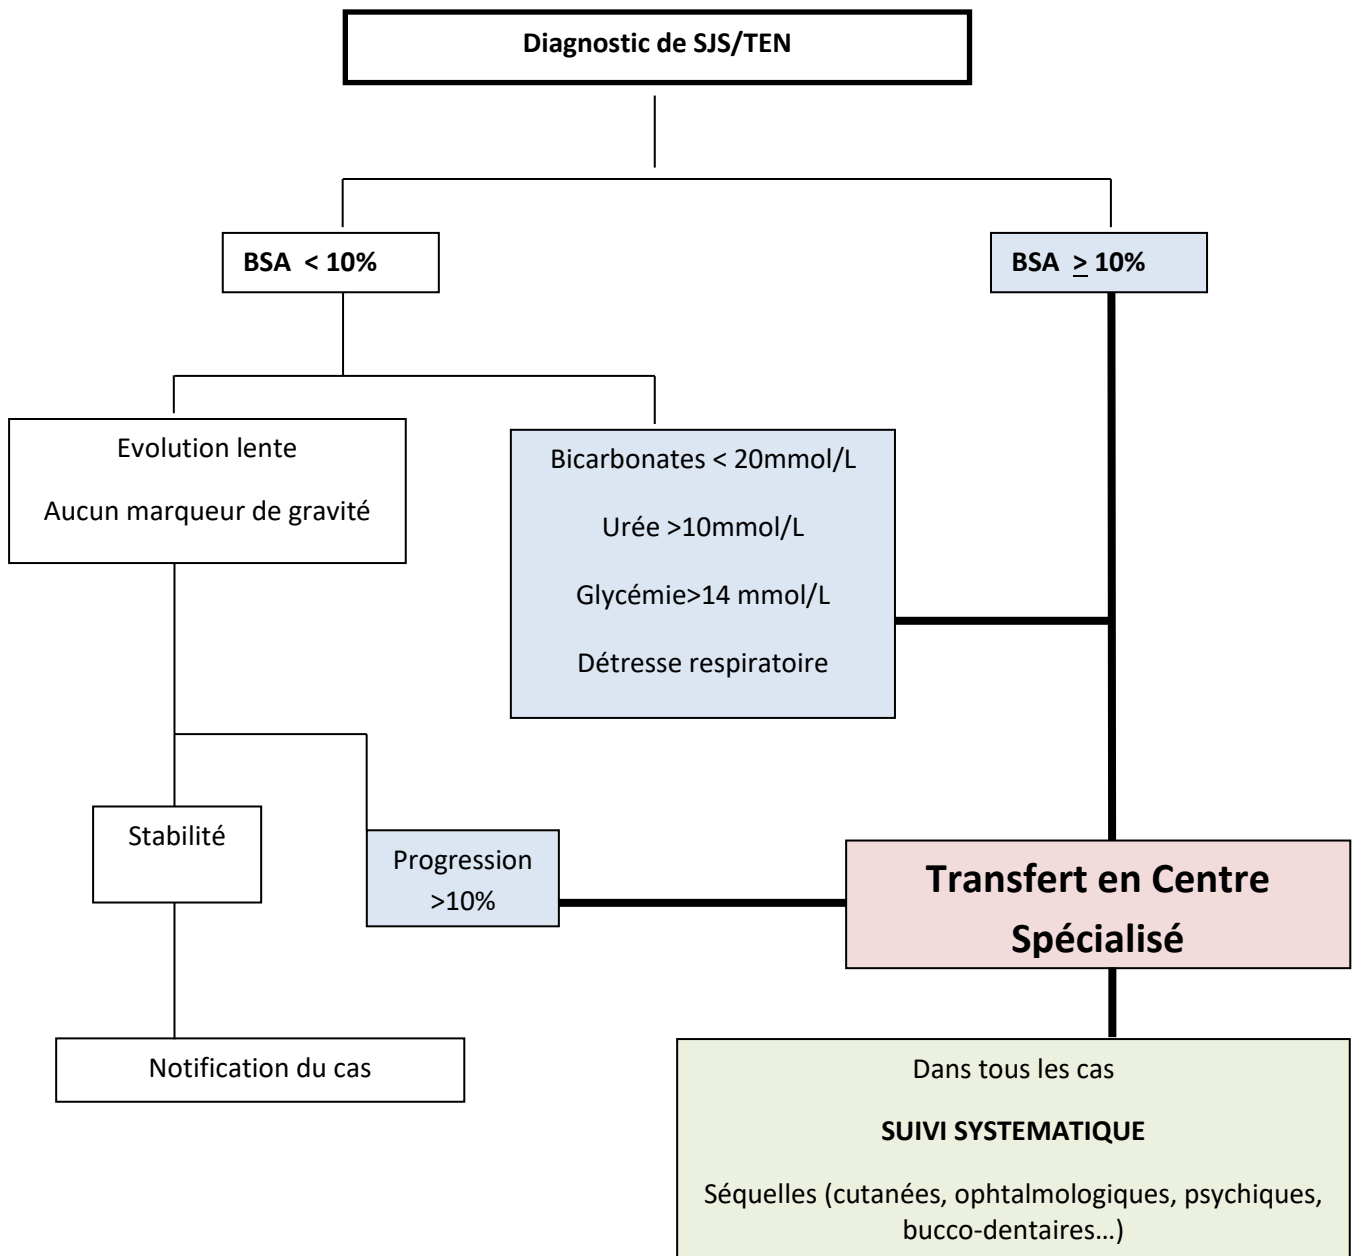 Diagnostic de SJS/TEN
BSA < 10%
BSA ≥ 10%
Evolution lente
Aucun marqueur de gravité
Bicarbonates < 20mmol/L
Urée >10mmol/L
Glycémie>14 mmol/L
Détresse respiratoire
Stabilité
Progression
>10%
Transfert en Centre
Spécialisé
Notification du cas
Dans tous les cas
SUIVI SYSTEMATIQUE
Séquelles (cutanées, ophtalmologiques, psychiques,
bucco-dentaires…)